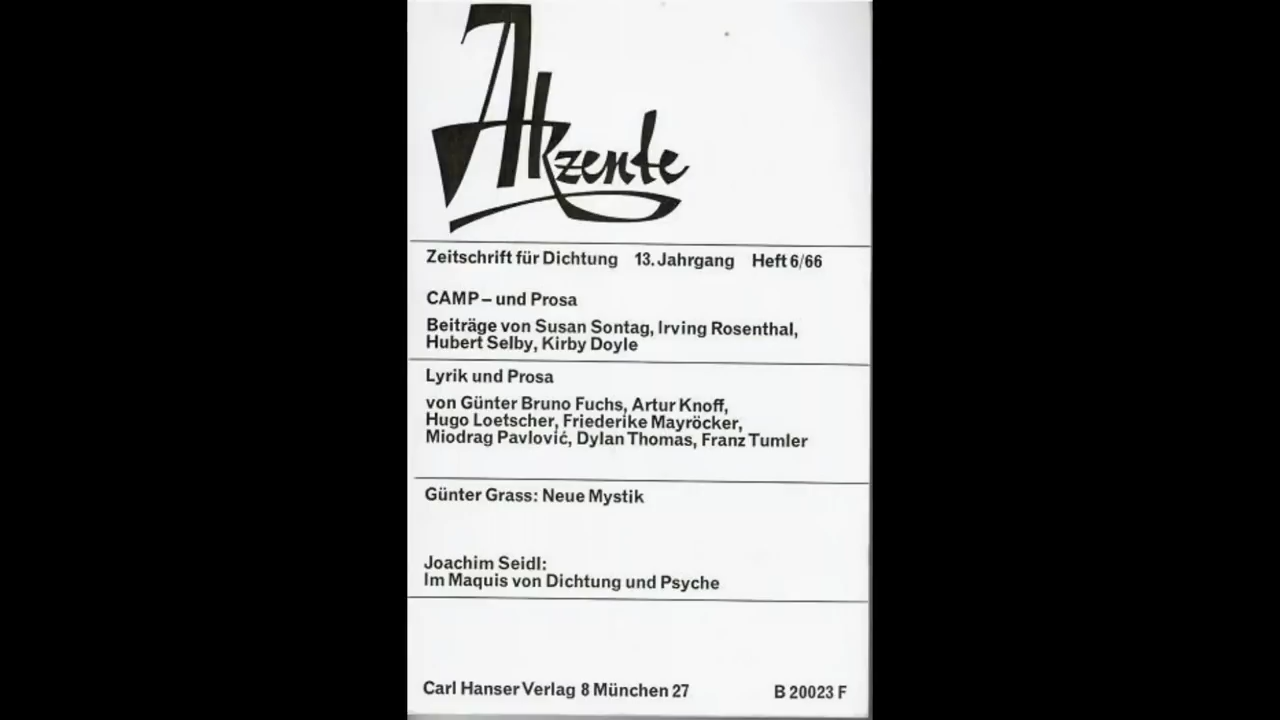 Akzente
Zeitschrift für Dichtung 13. Jahrgang Heft 6/66
CAMP – und Prosa
Beiträge von Susan Sontag, Irving Rosenthal,
Hubert Selby, Kirby Doyle
Lyrik und Prosa
von Günter Bruno Fuchs, Artur Knoff,
Hugo Loetscher, Friederike Mayröcker,
Miodrag Pavlović, Dylan Thomas, Franz Tumler
Günter Grass: Neue Mystik
Joachim Seidl:
Im Maquis von Dichtung und Psyche
Carl Hanser Verlag 8 München 27 B 20023 F